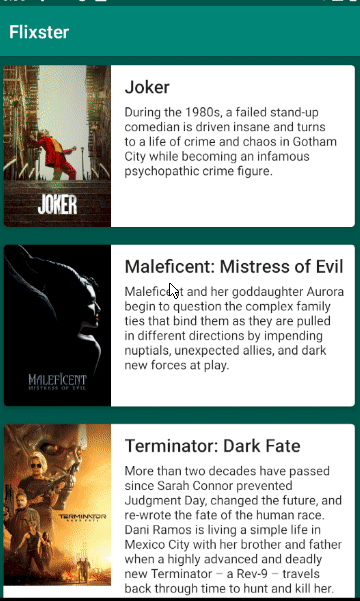 Flixster
Joker
During the 1980s, a failed stand-up
comedian is driven insane and turns
to a life of crime and chaos in Gotham
City while becoming an infamous
psychopathic crime figure.
JOKER
Maleficent: Mistress of Evil
Maleficent and her goddaughter Aurora
begin to question the complex family
ties that bind them as they are pulled
in different directions by impending
nuptials, unexpected allies, and dark
new forces at play.
MALEFICENT
MISTRESS OF EVIL
Terminator: Dark Fate
More than two decades have passed
since Sarah Connor prevented
Judgment Day, changed the future, and
re-wrote the fate of the human race.
Dani Ramos is living a simple life in
Mexico City with her brother and father
when a highly advanced and deadly
new Terminator – a Rev-9 – travels
back through time to hunt and kill her.
TERMINATOR
DARK FATE